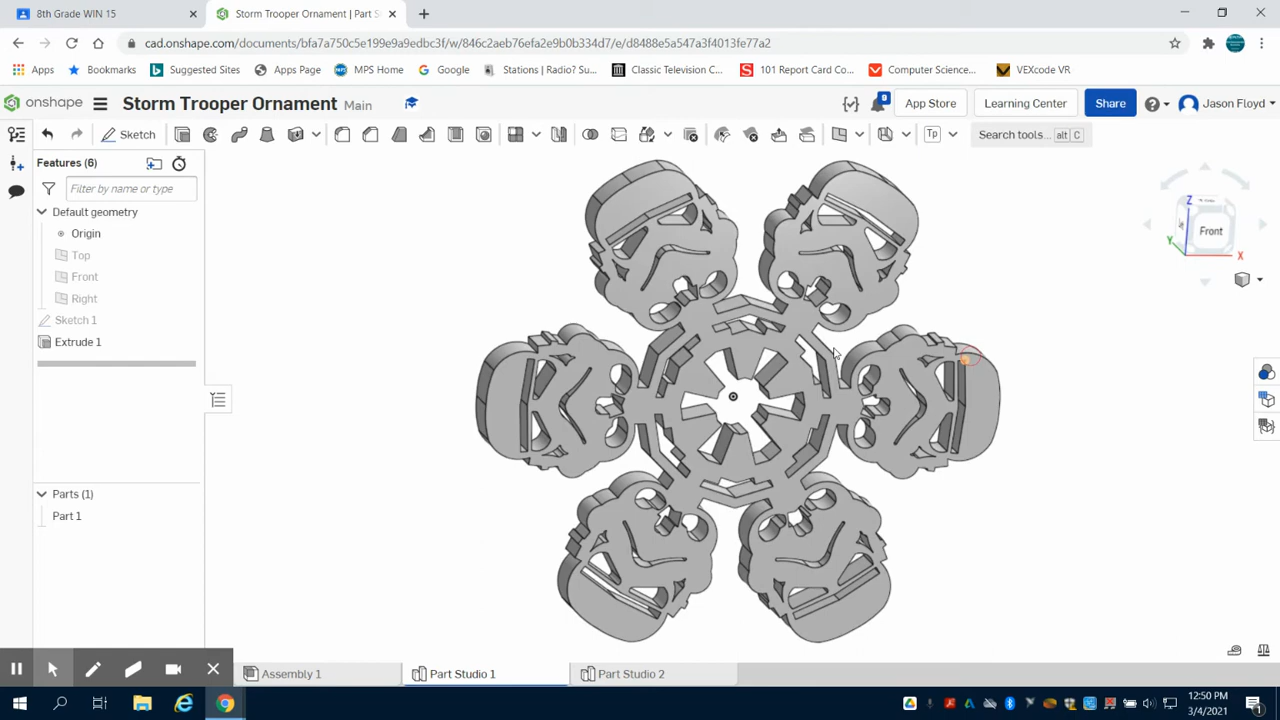 8th Grade WIN 15
Storm Trooper Ornament | Part S
cad.onshape.com/documents/bfa7a750c5e199e9a9edbc3f/w/846c2aeb76efa2e9b0b334d7/e/d8488e5a547a3f4013fe77a2
Apps
Bookmarks
Suggested Sites
Apps Page
MPS Home
Google
Stations | Radio? Su...
Classic Television C...
101 Report Card Co...
Computer Science...
VEXcode VR
onshape
Storm Trooper Ornament
Main
App Store
Learning Center
Share
Jason Floyd
Sketch
Tp
Search tools...
alt
C
Features (6)
Filter by name or type
Default geometry
Origin
Top
Front
Right
Sketch 1
Extrude 1
Parts (1)
Part 1
Z
Front
Y
X
Assembly 1
Part Studio 1
Part Studio 2
12:50 PM
3/4/2021
1